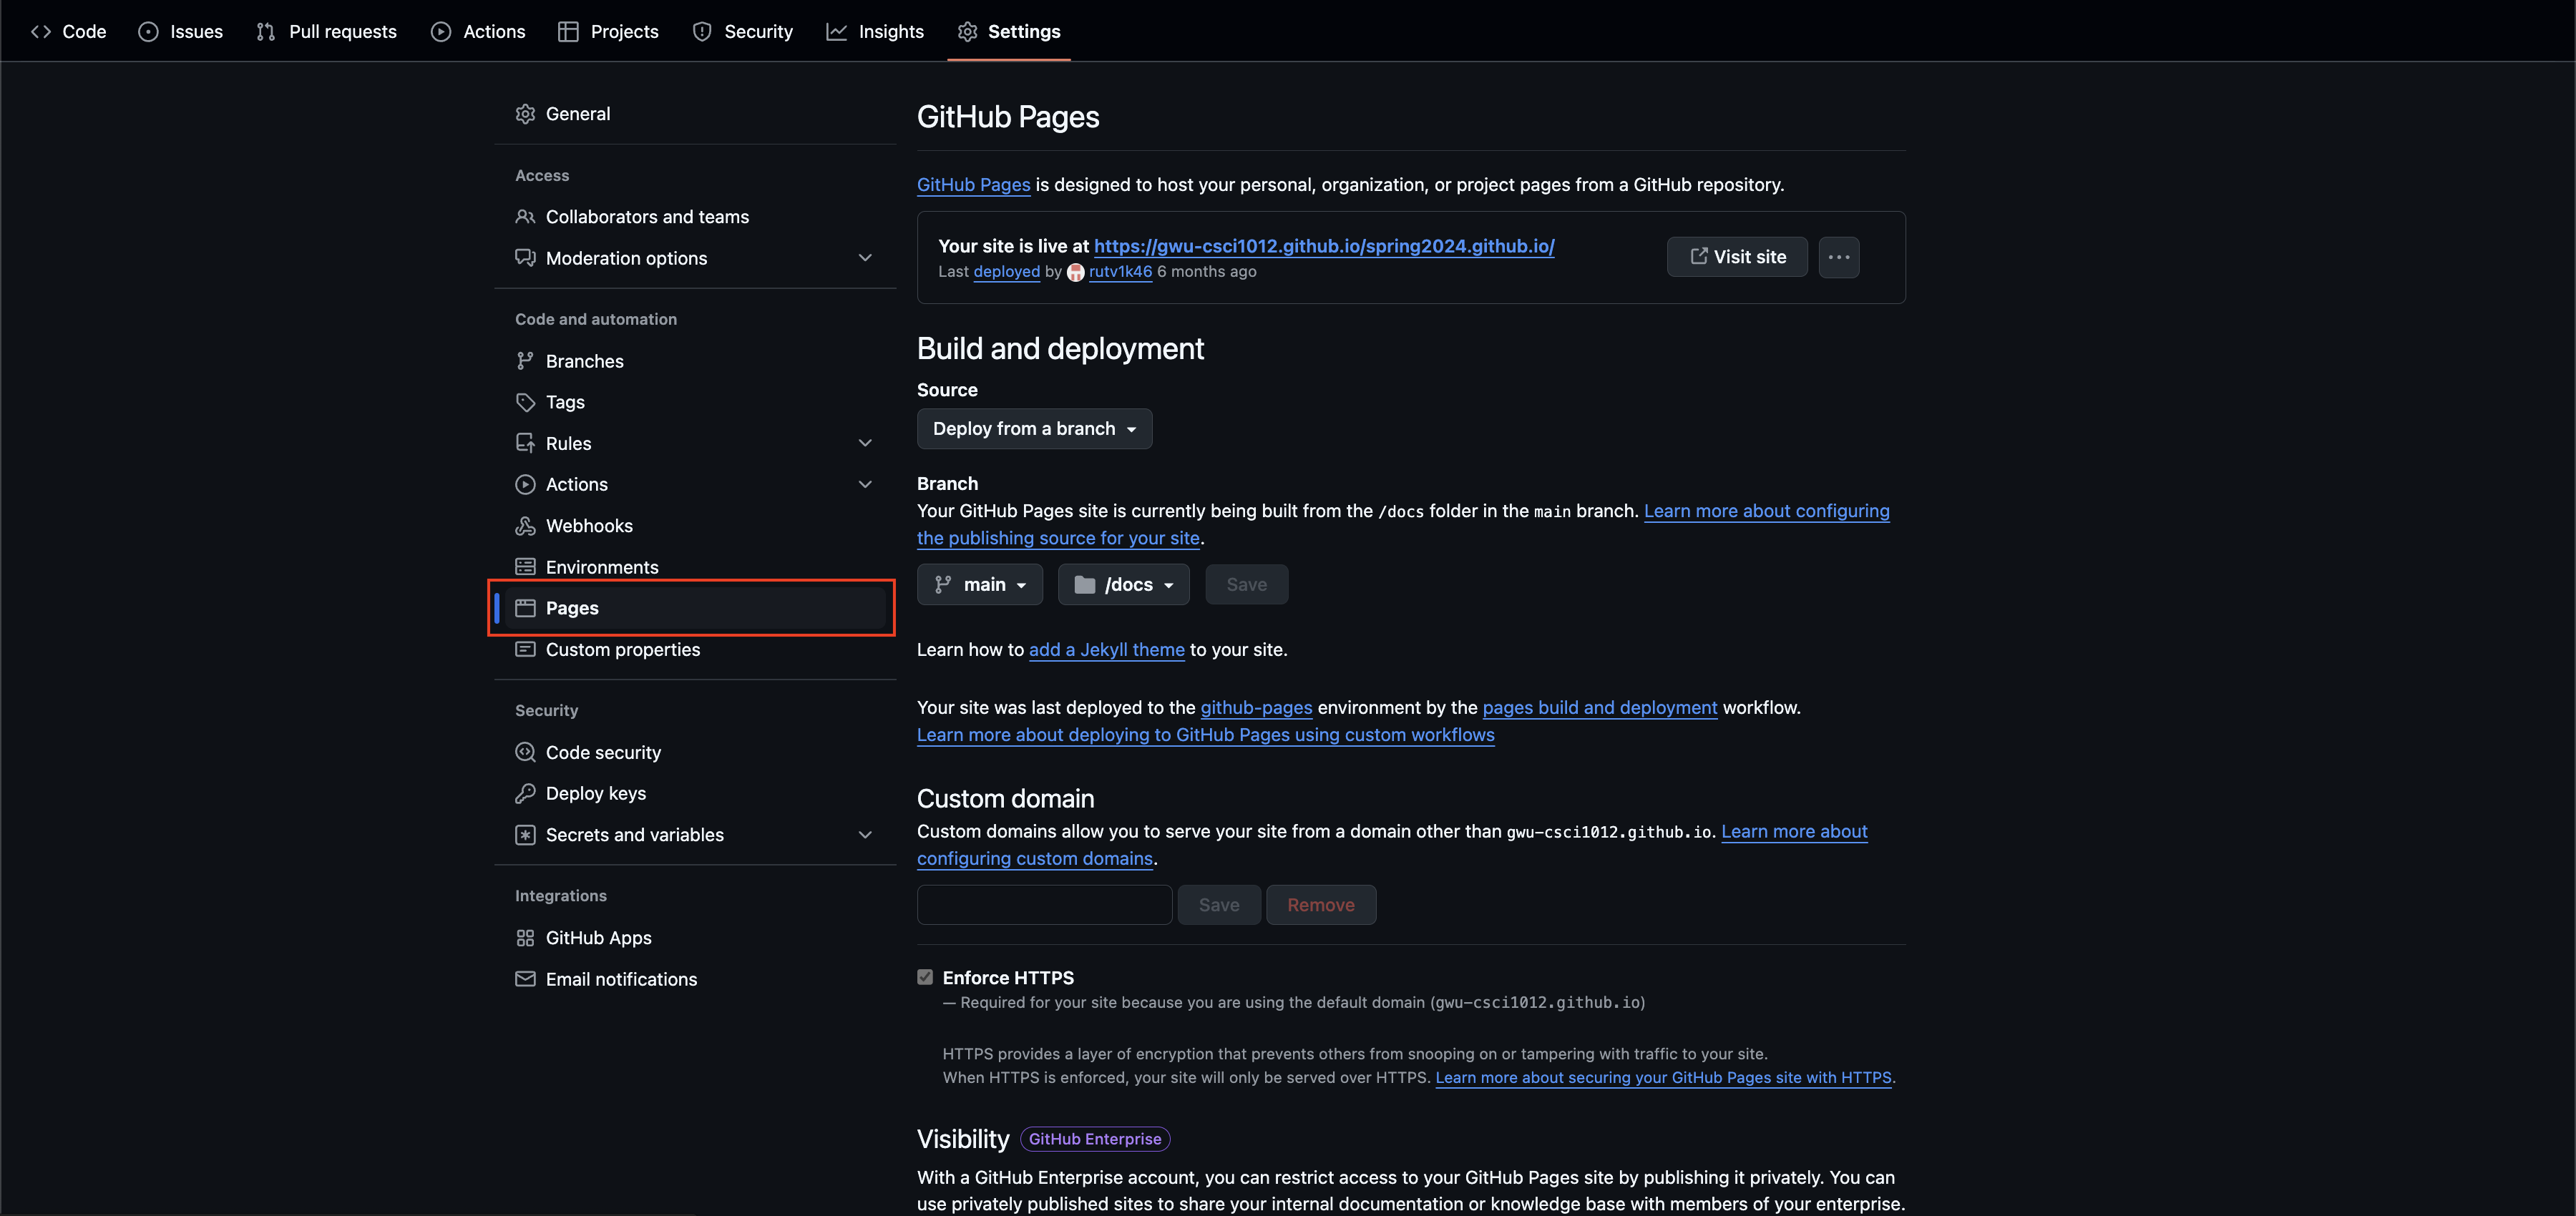 Code Issues Pull requests Actions Projects Security Insights Settings
General
Access
Collaborators and teams
Moderation options
Code and automation
Branches
Tags
Rules
Actions
Webhooks
Environments
Pages
Custom properties
Security
Code security
Deploy keys
Secrets and variables
Integrations
GitHub Apps
Email notifications
GitHub Pages
GitHub Pages is designed to host your personal, organization, or project pages from a GitHub repository.
Your site is live at https://gwu-csci1012.github.io/spring2024.github.io/
Last deployed by rutv1k46 6 months ago
Visit site
Build and deployment
Source
Deploy from a branch
Branch
Your GitHub Pages site is currently being built from the /docs folder in the main branch. Learn more about configuring
the publishing source for your site.
main /docs Save
Learn how to add a Jekyll theme to your site.
Your site was last deployed to the github-pages environment by the pages build and deployment workflow.
Learn more about deploying to GitHub Pages using custom workflows
Custom domain
Custom domains allow you to serve your site from a domain other than gwu-csci1012.github.io. Learn more about
configuring custom domains.
Save Remove
Enforce HTTPS
— Required for your site because you are using the default domain (gwu-csci1012.github.io)
HTTPS provides a layer of encryption that prevents others from snooping on or tampering with traffic to your site.
When HTTPS is enforced, your site will only be served over HTTPS. Learn more about securing your GitHub Pages site with HTTPS.
Visibility GitHub Enterprise
With a GitHub Enterprise account, you can restrict access to your GitHub Pages site by publishing it privately. You can
use privately published sites to share your internal documentation or knowledge base with members of your enterprise.